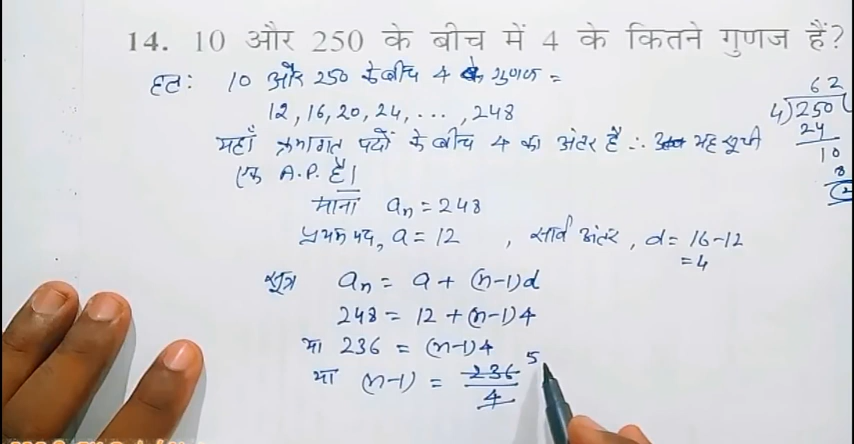 14. 10 और 250 के बीच में 4 के कितने गुणज हैं?
हल: 10 और 250 के बीच 4 के गुणज =
12, 16, 20, 24, ..., 248
यहाँ क्रमागत पदों के बीच 4 का अंतर है ∴ यह सूची
एक A.P. है।
माना aₙ = 248
प्रथम पद, a = 12 , सार्व अंतर, d = 16-12
= 4
सूत्र aₙ = a + (n-1)d
248 = 12 + (n-1)4
या 236 = (n-1)4
या (n-1) = 236/4 5
62
4)250(
24
10
8
2